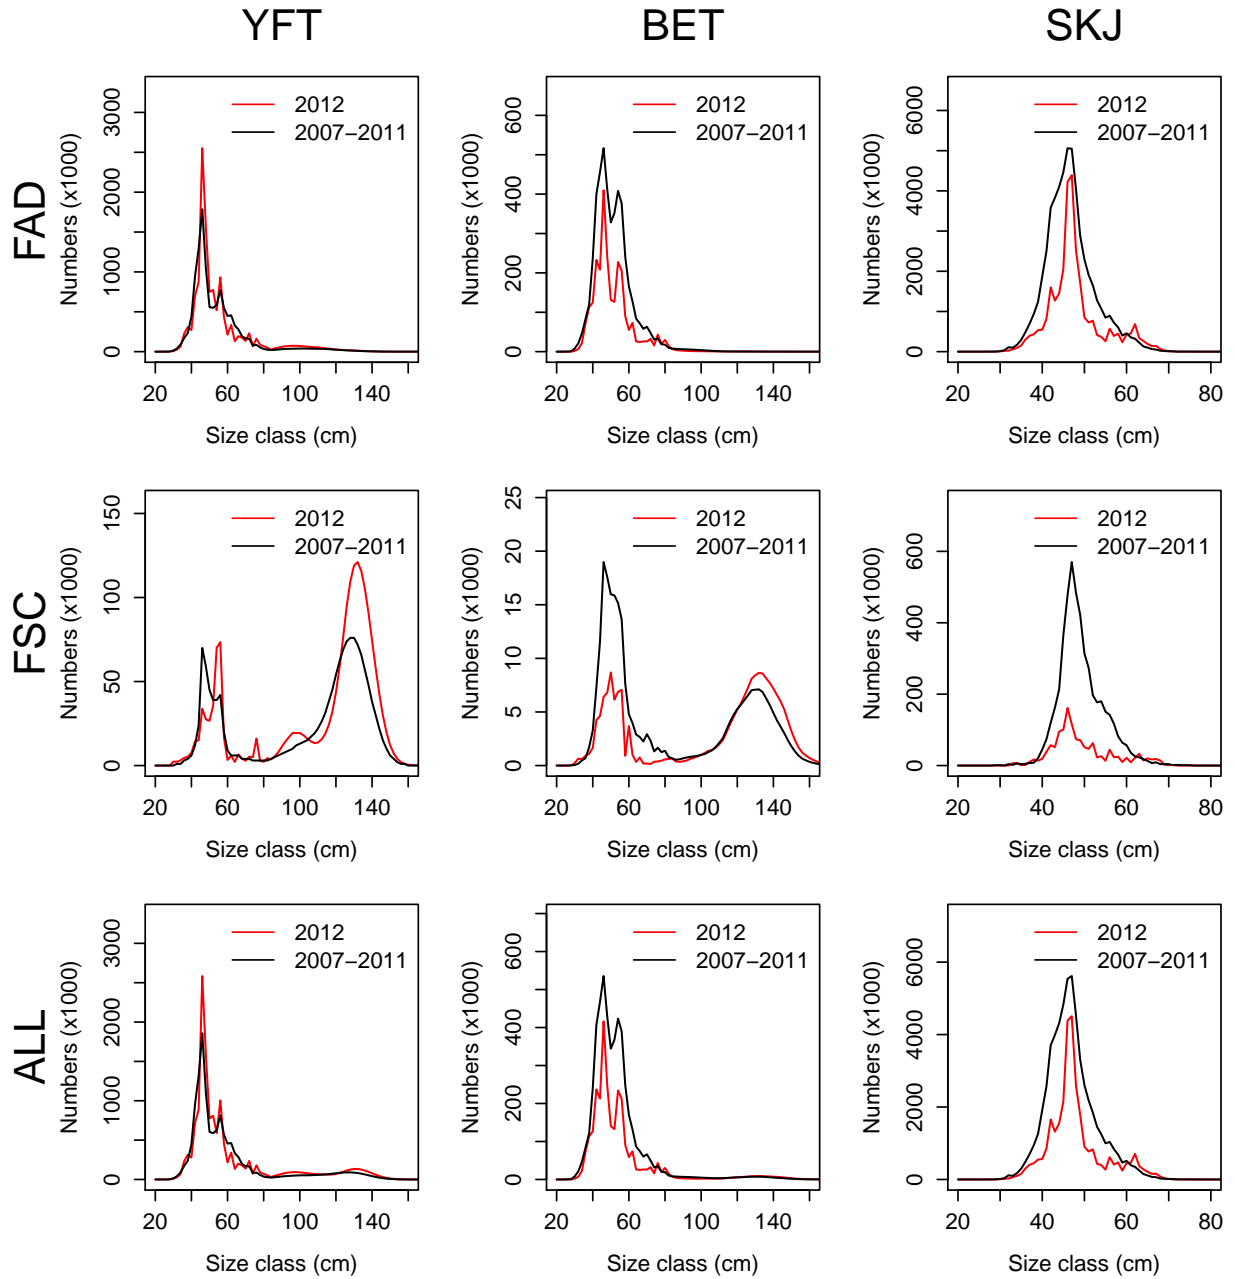 YFT BET SKJ
FAD
Numbers (x1000)
0 1000 2000 3000
2012
2007−2011
20 60 100 140
Size class (cm)
Numbers (x1000)
0 200 400 600
2012
2007−2011
20 60 100 140
Size class (cm)
Numbers (x1000)
0 2000 4000 6000
2012
2007−2011
20 40 60 80
Size class (cm)
FSC
Numbers (x1000)
0 50 100 150
2012
2007−2011
20 60 100 140
Size class (cm)
Numbers (x1000)
0 5 10 15 20 25
2012
2007−2011
20 60 100 140
Size class (cm)
Numbers (x1000)
0 200 400 600
2012
2007−2011
20 40 60 80
Size class (cm)
ALL
Numbers (x1000)
0 1000 2000 3000
2012
2007−2011
20 60 100 140
Size class (cm)
Numbers (x1000)
0 200 400 600
2012
2007−2011
20 60 100 140
Size class (cm)
Numbers (x1000)
0 2000 4000 6000
2012
2007−2011
20 40 60 80
Size class (cm)